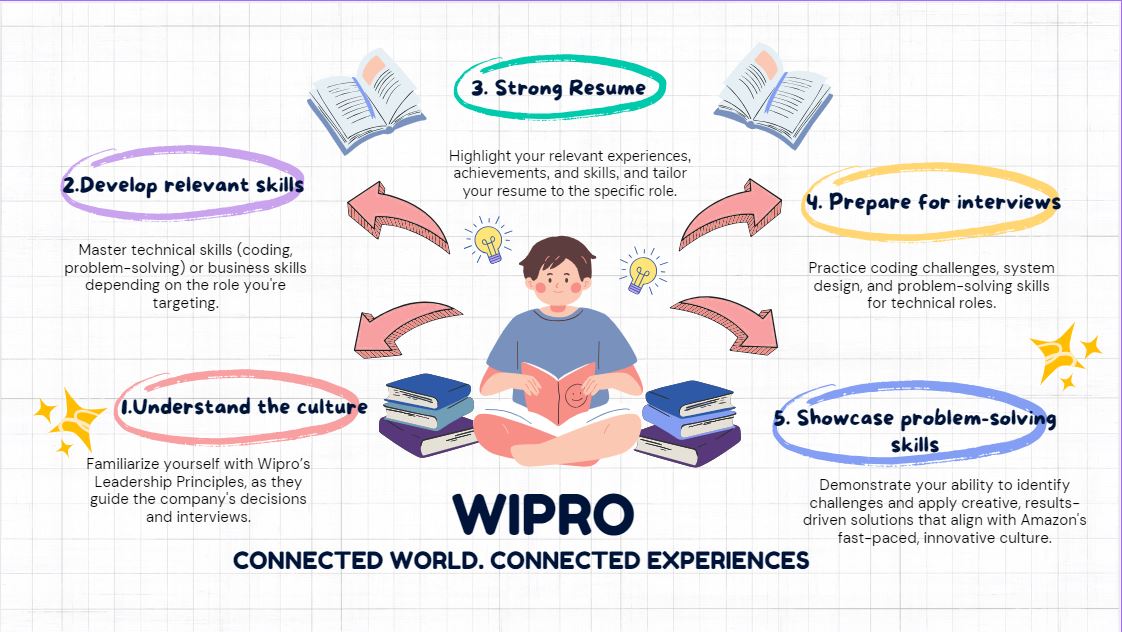 3. Strong Resume
Highlight your relevant experiences,
achievements, and skills, and tailor
your resume to the specific role.
2.Develop relevant skills
Master technical skills (coding,
problem-solving) or business skills
depending on the role you're
targeting.
4. Prepare for interviews
Practice coding challenges, system
design, and problem-solving skills
for technical roles.
1.Understand the culture
Familiarize yourself with Wipro's
Leadership Principles, as they
guide the company's decisions
and interviews.
5. Showcase problem-solving
skills
Demonstrate your ability to identify
challenges and apply creative, results-
driven solutions that align with Amazon's
fast-paced, innovative culture.
WIPRO
CONNECTED WORLD. CONNECTED EXPERIENCES